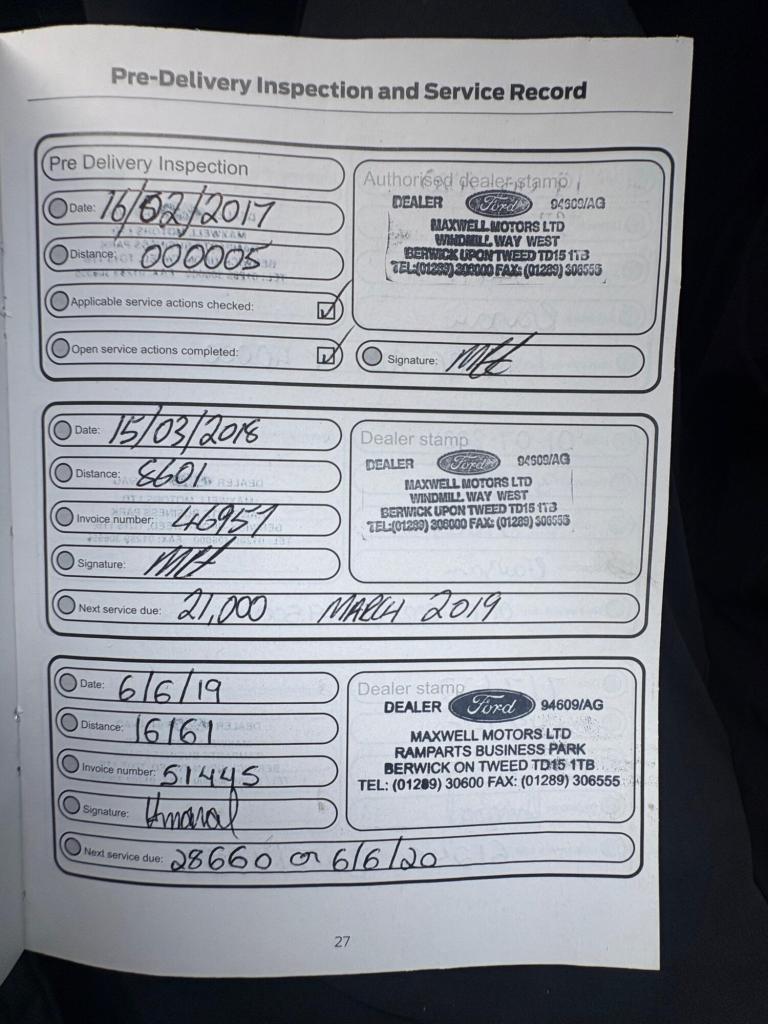 Pre-Delivery Inspection and Service Record
Pre Delivery Inspection
Date: 16/02/2017
Distance: 000005
Applicable service actions checked:
Open service actions completed:
Authorised dealer stamp
DEALER Ford 94609/AG
MAXWELL MOTORS LTD
WINDMILL WAY WEST
BERWICK UPON TWEED TD15 1TB
TEL:(01289) 306000 FAX: (01289) 306555
Signature:
Date: 15/03/2018
Distance: 8601
Invoice number: 46957
Signature:
Next service due: 21,000 MARCH 2019
Dealer stamp
DEALER Ford 94609/AG
MAXWELL MOTORS LTD
WINDMILL WAY WEST
BERWICK UPON TWEED TD15 1TB
TEL:(01289) 306000 FAX: (01289) 306555
Date: 6/6/19
Distance: 16161
Invoice number: 51445
Signature:
Next service due: 28660 or 6/6/20
Dealer stamp
DEALER Ford 94609/AG
MAXWELL MOTORS LTD
RAMPARTS BUSINESS PARK
BERWICK ON TWEED TD15 1TB
TEL: (01289) 30600 FAX: (01289) 306555
27